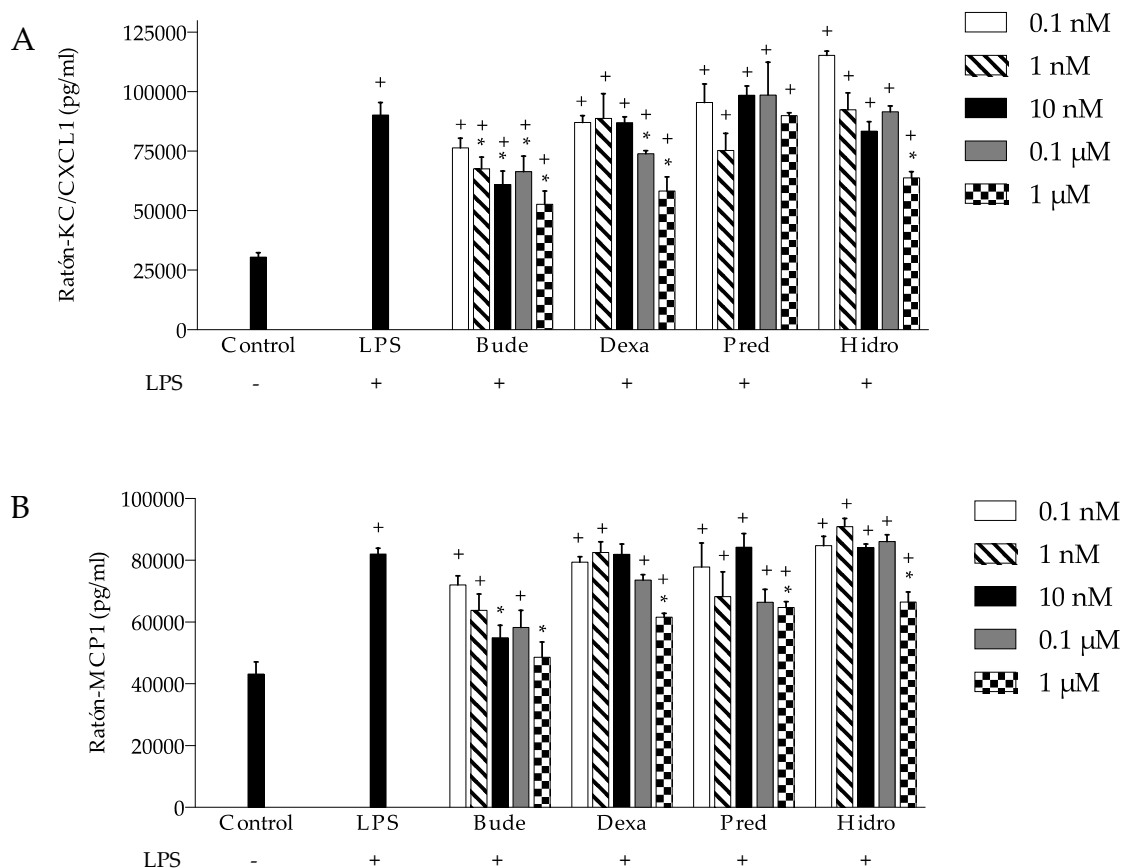 A
Ratón-KC/CXCL1 (pg/ml)
125000
100000
75000
50000
25000
0
+ + + + + + + + + + + + + + + + + + + + +
* * * * * * *
Control LPS Bude Dexa Pred Hidro
LPS - + + + + +
0.1 nM
1 nM
10 nM
0.1 µM
1 µM
B
Ratón-MCP1 (pg/ml)
100000
80000
60000
40000
20000
0
+ + + + + + + + + + + + + + + + + + +
* * * * *
Control LPS Bude Dexa Pred Hidro
LPS - + + + + +
0.1 nM
1 nM
10 nM
0.1 µM
1 µM